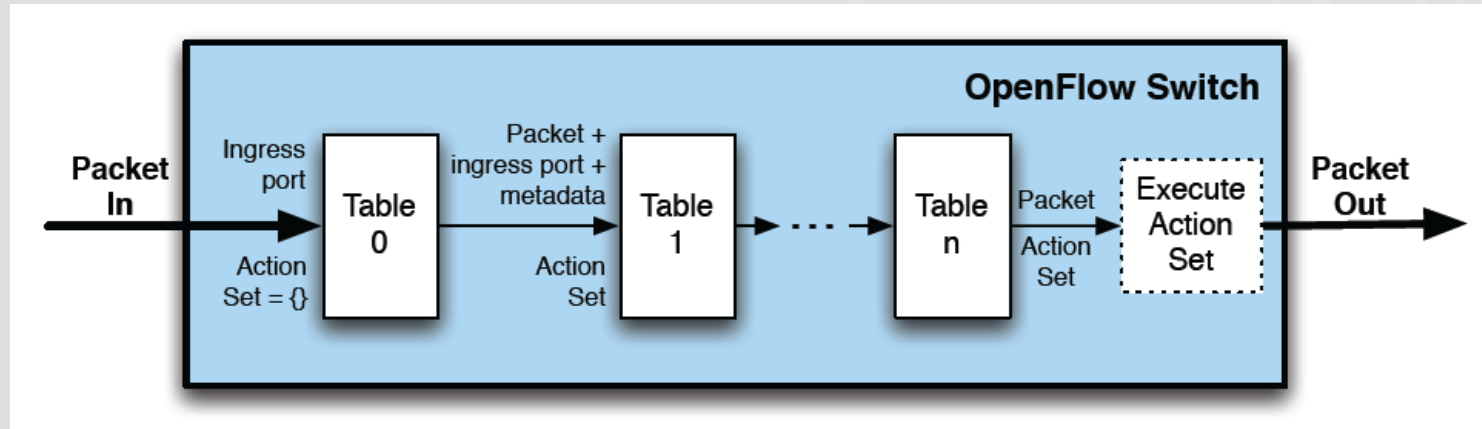 OpenFlow Switch
Packet
In
Ingress
port
Action
Set = {}
Table
0
Packet +
ingress port +
metadata
Action
Set
Table
1
Table
n
Packet
Action
Set
Execute
Action
Set
Packet
Out